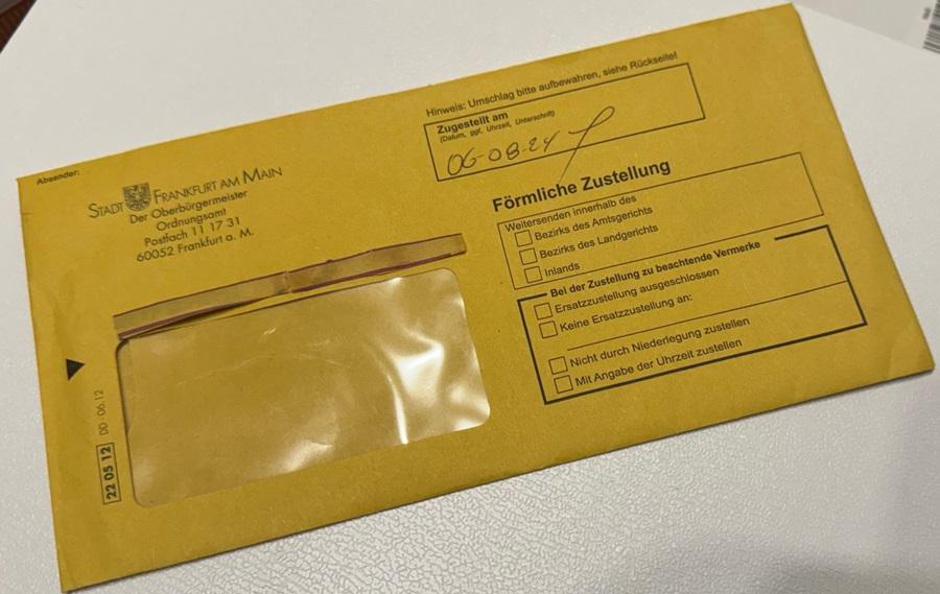 Absender:
STADT FRANKFURT AM MAIN
Der Oberbürgermeister
Ordnungsamt
Postfach 11 17 31
60052 Frankfurt a. M.
Hinweis: Umschlag bitte aufbewahren, siehe Rückseite!
Zugestellt am
(Datum, ggf. Uhrzeit, Unterschrift)
06-08-24
Förmliche Zustellung
Weitersenden innerhalb des
Bezirks des Amtsgerichts
Bezirks des Landgerichts
Inlands
Bei der Zustellung zu beachtende Vermerke
Ersatzzustellung ausgeschlossen
Keine Ersatzzustellung an:
Nicht durch Niederlegung zustellen
Mit Angabe der Uhrzeit zustellen
22 05 12 DD - 06.12